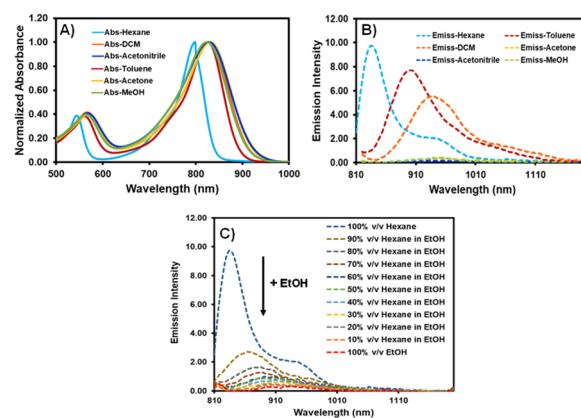 A)
Abs-Hexane
Abs-DCM
Abs-Acetonitrile
Abs-Toluene
Abs-Acetone
Abs-MeOH
Normalized Absorbance
1.00
0.80
0.60
0.40
0.20
0.00
500 600 700 800 900 1000
Wavelength (nm)
B)
Emiss-Hexane Emiss-Toluene
Emiss-DCM Emiss-Acetone
Emiss-Acetonitrile Emiss-MeOH
Emission Intensity
10.00
8.00
6.00
4.00
2.00
0.00
810 910 1010 1110
Wavelength (nm)
C)
+ EtOH
100% v/v Hexane
90% v/v Hexane in EtOH
80% v/v Hexane in EtOH
70% v/v Hexane in EtOH
60% v/v Hexane in EtOH
50% v/v Hexane in EtOH
40% v/v Hexane in EtOH
30% v/v Hexane in EtOH
20% v/v Hexane in EtOH
10% v/v Hexane in EtOH
100% v/v EtOH
Emission Intensity
12.00
10.00
8.00
6.00
4.00
2.00
0.00
810 910 1010 1110
Wavelength (nm)